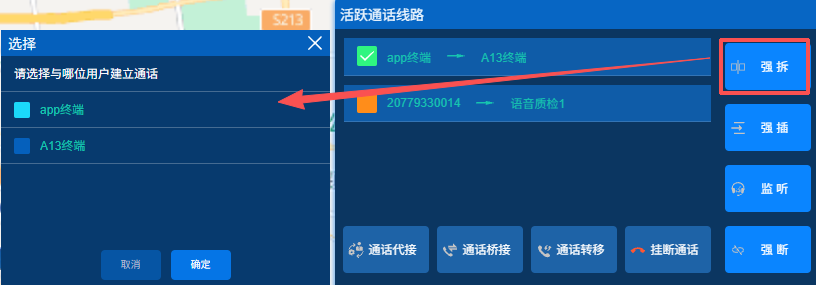 S213
选择
请选择与哪位用户建立通话
app终端
A13终端
取消
确定
活跃通话线路
app终端
A13终端
20779330014
语音质检1
强拆
强插
监听
强断
通话代接
通话桥接
通话转移
挂断通话